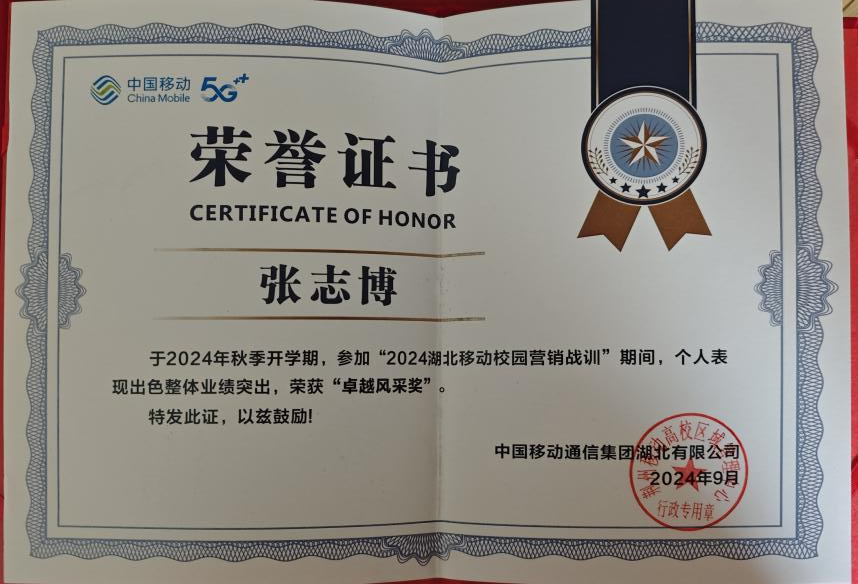 中国移动
China Mobile
5G++
荣誉证书
CERTIFICATE OF HONOR
张志博
于2024年秋季开学期，参加“2024湖北移动校园营销战训”期间，个人表
现出色整体业绩突出，荣获“卓越风采奖”。
特发此证，以兹鼓励！
中国移动通信集团湖北有限公司
2024年9月
行政专用章